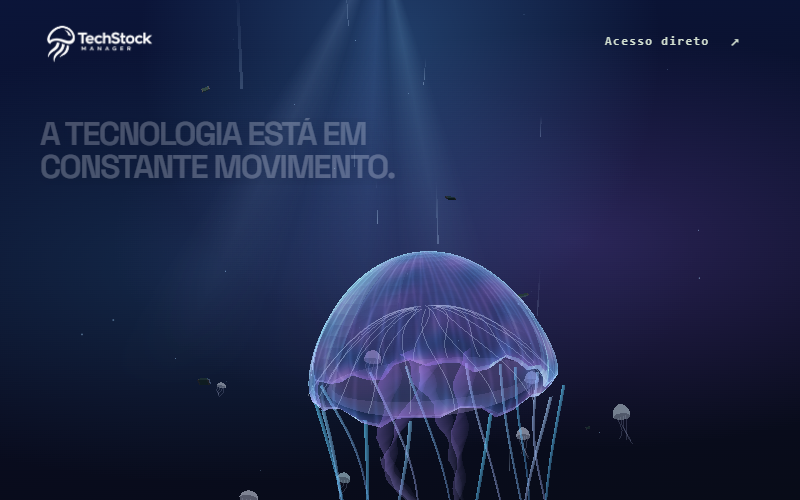 TechStock
MANAGER
Acesso direto ↗
A TECNOLOGIA ESTÁ EM
CONSTANTE MOVIMENTO.